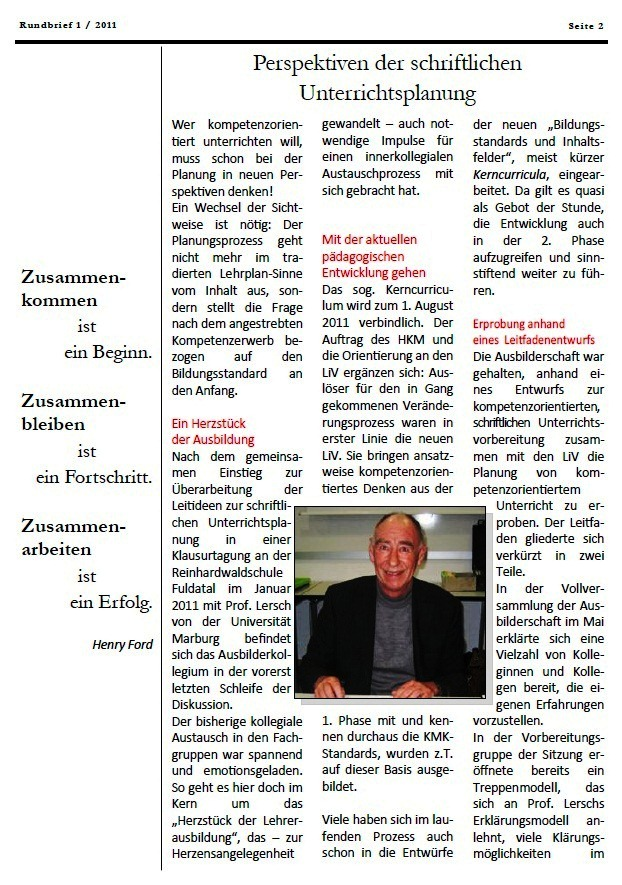 Rundbrief 1 / 2011
Seite 2
Perspektiven der schriftlichen
Unterrichtsplanung
Zusammen-
kommen
ist
ein Beginn.
Zusammen-
bleiben
ist
ein Fortschritt.
Zusammen-
arbeiten
ist
ein Erfolg.
Henry Ford
Wer kompetenzorien-
tiert unterrichten will,
muss schon bei der
Planung in neuen Per-
spektiven denken!
Ein Wechsel der Sicht-
weise ist nötig: Der
Planungsprozess geht
nicht mehr im tra-
dierten Lehrplan-Sinne
vom Inhalt aus, son-
dern stellt die Frage
nach dem angestrebten
Kompetenzerwerb be-
zogen auf den
Bildungsstandard an
den Anfang.
Ein Herzstück
der Ausbildung
Nach dem gemeinsa-
men Einstieg zur
Überarbeitung der
Leitideen zur schriftli-
chen Unterrichtspla-
nung in einer
Klausurtagung an der
Reinhardwaldschule
Fuldatal im Januar
2011 mit Prof. Lersch
von der Universität
Marburg befindet
sich das Ausbilderkol-
legium in der vorerst
letzten Schleife der
Diskussion.
Der bisherige kollegiale
Austausch in den Fach-
gruppen war spannend
und emotionsgeladen.
So geht es hier doch im
Kern um das
„Herzstück der Lehrer-
ausbildung“, das – zur
Herzensangelegenheit
gewandelt – auch not-
wendige Impulse für
einen innerkollegialen
Austauschprozess mit
sich gebracht hat.
Mit der aktuellen
pädagogischen
Entwicklung gehen
Das sog. Kerncurricu-
lum wird zum 1. August
2011 verbindlich. Der
Auftrag des HKM und
die Orientierung an den
LiV ergänzen sich: Aus-
löser für den in Gang
gekommenen Verände-
rungsprozess waren in
erster Linie die neuen
LiV. Sie bringen ansatz-
weise kompetenzorien-
tiertes Denken aus der
1. Phase mit und ken-
nen durchaus die KMK-
Standards, wurden z.T.
auf dieser Basis ausge-
bildet.
Viele haben sich im lau-
fenden Prozess auch
schon in die Entwürfe
der neuen „Bildungs-
standards und Inhalts-
felder“, meist kürzer
Kerncurricula, eingear-
beitet. Da gilt es quasi
als Gebot der Stunde,
die Entwicklung auch
in der 2. Phase
aufzugreifen und sinn-
stiftend weiter zu füh-
ren.
Erprobung anhand
eines Leitfadenentwurfs
Die Ausbilderschaft war
gehalten, anhand ei-
nes Entwurfs zur
kompetenzorientierten,
schriftlichen Unterrichts-
vorbereitung zusam-
men mit den LiV die
Planung von kom-
petenzorientiertem
Unterricht zu er-
proben. Der Leitfa-
den gliederte sich
verkürzt in zwei
Teile.
In der Vollver-
sammlung der Aus-
bilderschaft im Mai
erklärte sich eine
Vielzahl von Kolle-
ginnen und Kolle-
gen bereit, die ei-
genen Erfahrungen
vorzustellen.
In der Vorbereitungs-
gruppe der Sitzung er-
öffnete bereits ein
Treppenmodell, das
sich an Prof. Lerschs
Erklärungsmodell an-
lehnt, viele Klärungs-
möglichkeiten im